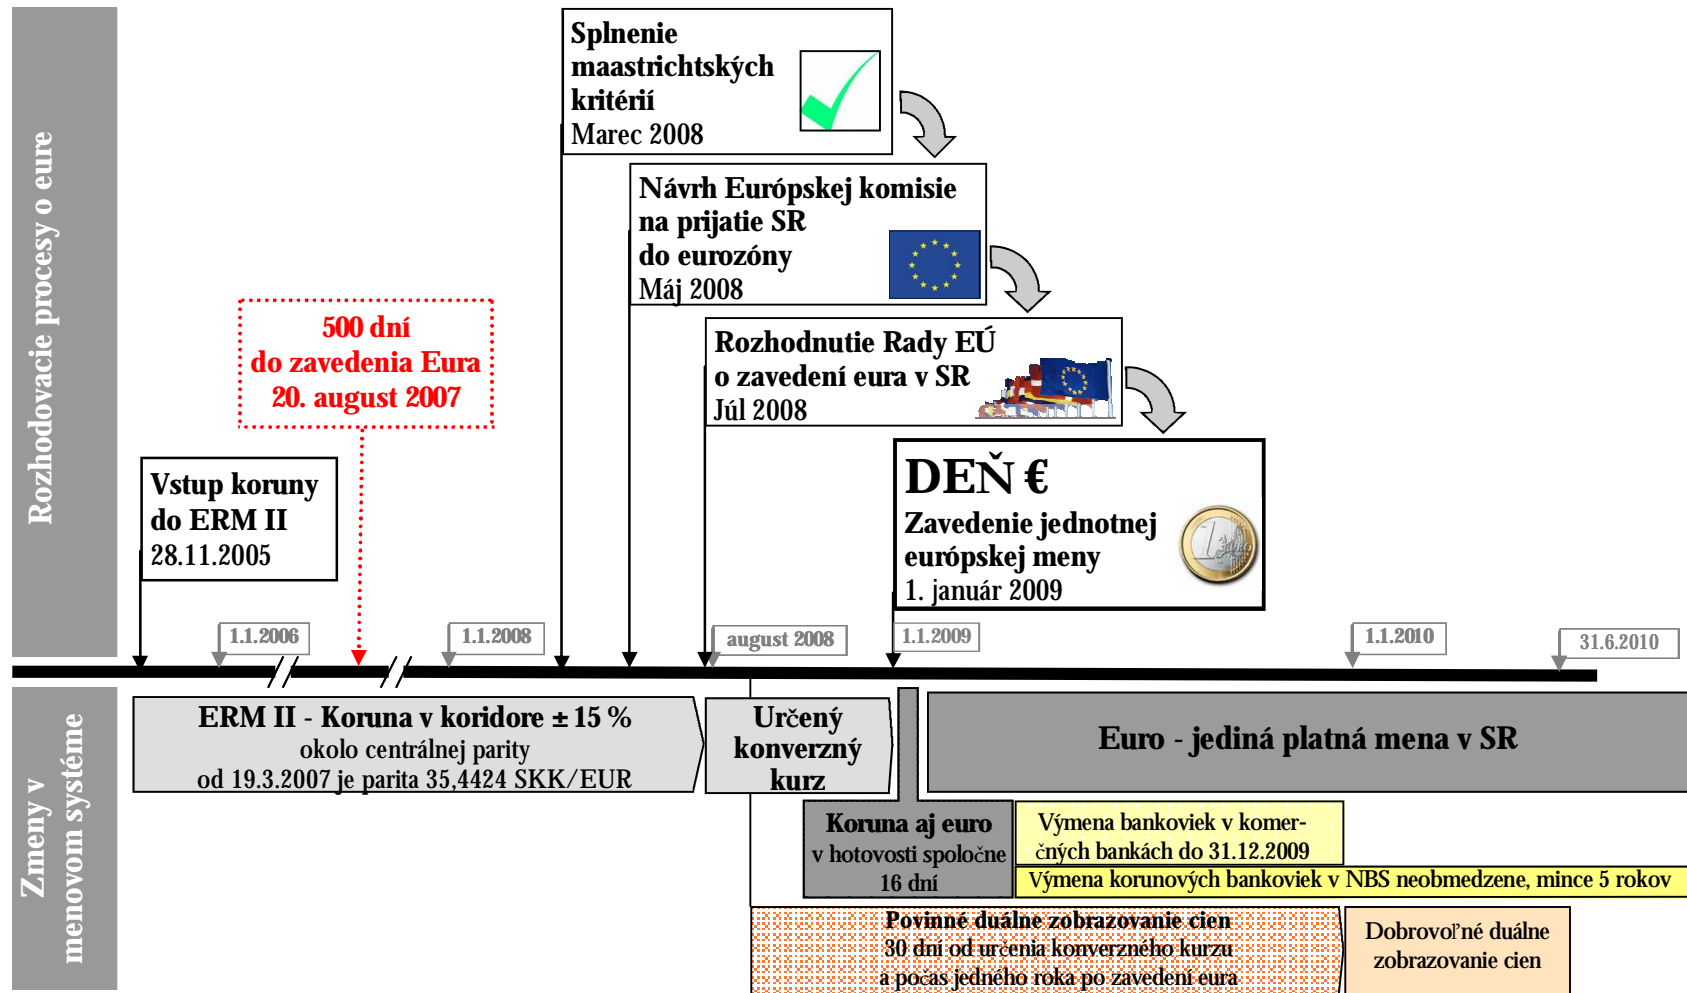 Rozhodovacie procesy o eure
Splnenie
maastrichtských
kritérií
Marec 2008
Návrh Európskej komisie
na prijatie SR
do eurozóny
Máj 2008
500 dní
do zavedenia Eura
20. august 2007
Rozhodnutie Rady EÚ
o zavedení eura v SR
Júl 2008
Vstup koruny
do ERM II
28.11.2005
DEŇ €
Zavedenie jednotnej
európskej meny
1. január 2009
1 EURO
1.1.2006
1.1.2008
august 2008
1.1.2009
1.1.2010
31.6.2010
Zmeny v
menovom systéme
ERM II - Koruna v koridore ± 15 %
okolo centrálnej parity
od 19.3.2007 je parita 35,4424 SKK/EUR
Určený
konverzný
kurz
Euro - jediná platná mena v SR
Koruna aj euro
v hotovosti spoločne
16 dní
Výmena bankoviek v komer-
čných bankách do 31.12.2009
Výmena korunových bankoviek v NBS neobmedzene, mince 5 rokov
Povinné duálne zobrazovanie cien
30 dní od určenia konverzného kurzu
a počas jedného roka po zavedení eura
Dobrovoľné duálne
zobrazovanie cien